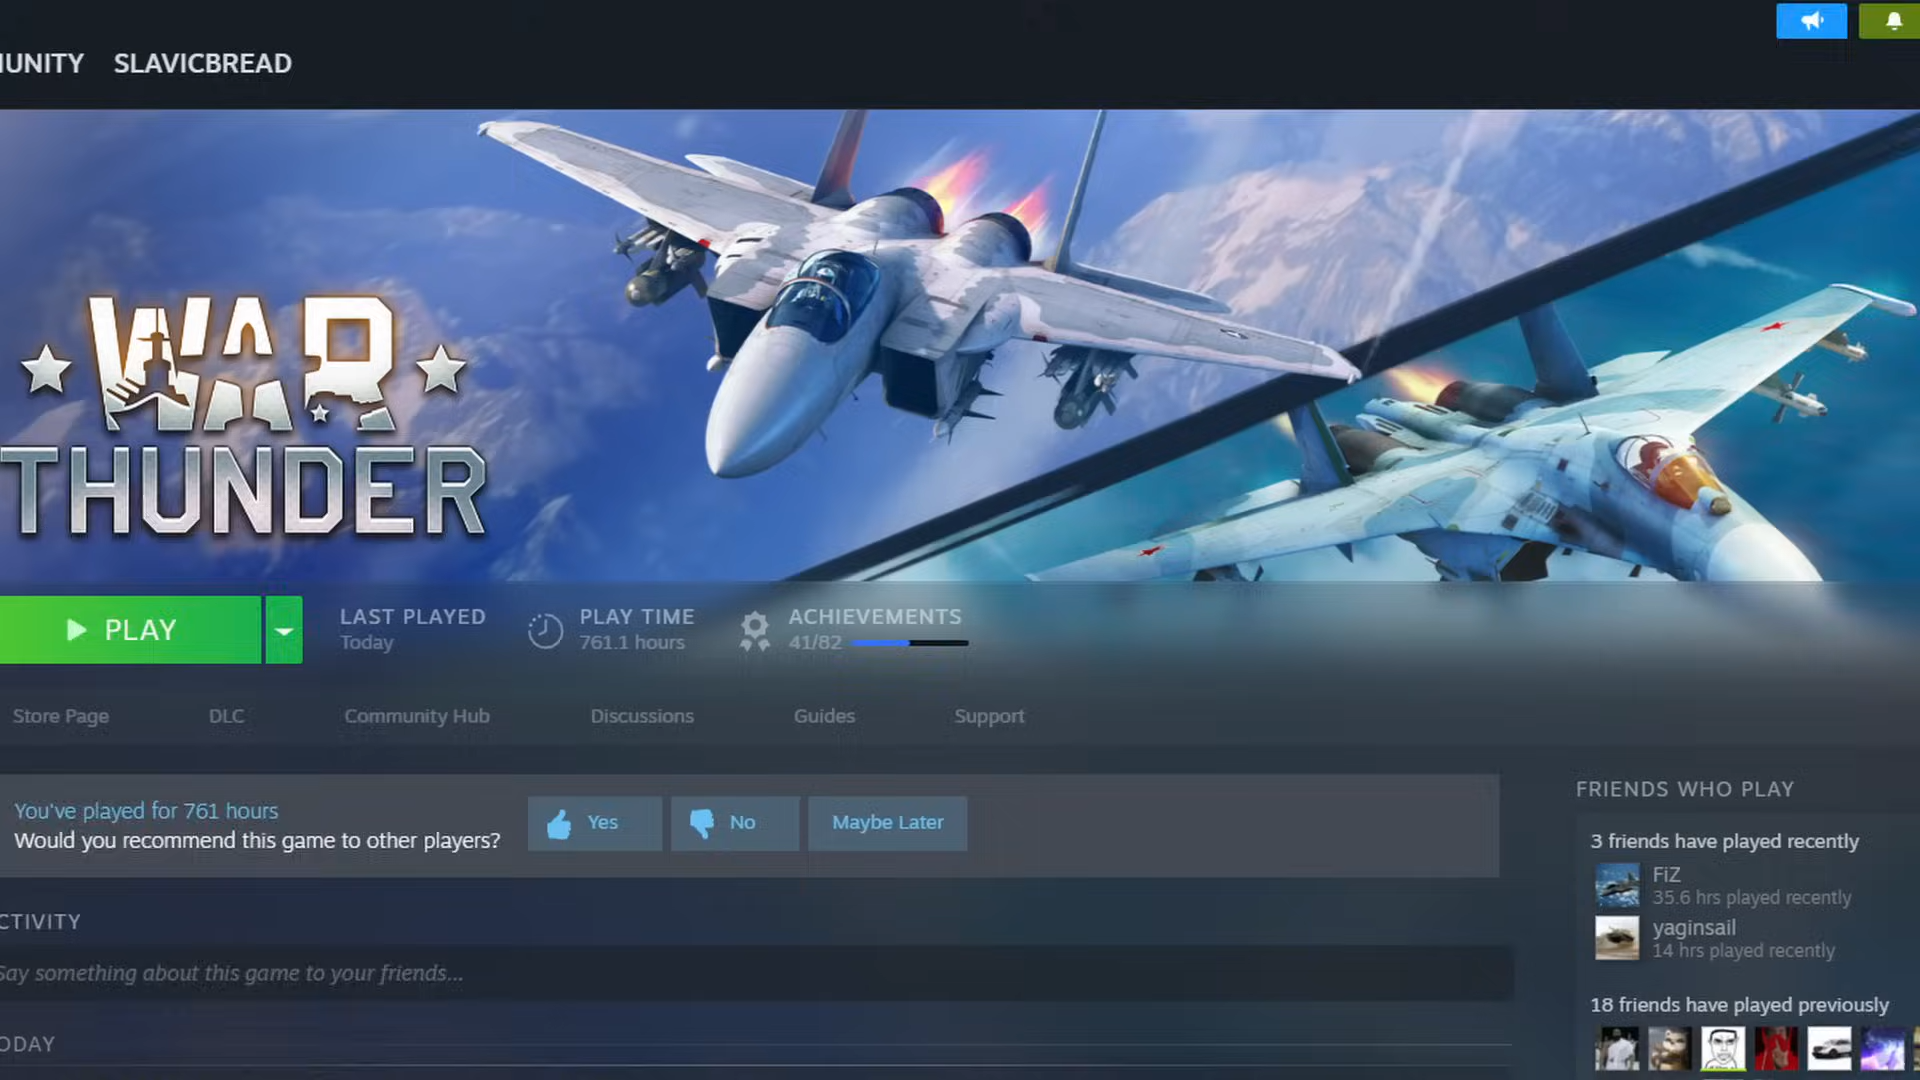 UNITY SLAVICBREAD
WAR
THUNDER
PLAY
LAST PLAYED
Today
PLAY TIME
761.1 hours
ACHIEVEMENTS
41/82
Store Page
DLC
Community Hub
Discussions
Guides
Support
You've played for 761 hours
Would you recommend this game to other players?
Yes
No
Maybe Later
CTIVITY
Say something about this game to your friends...
ODAY
FRIENDS WHO PLAY
3 friends have played recently
FiZ
35.6 hrs played recently
yaginsail
14 hrs played recently
18 friends have played previously